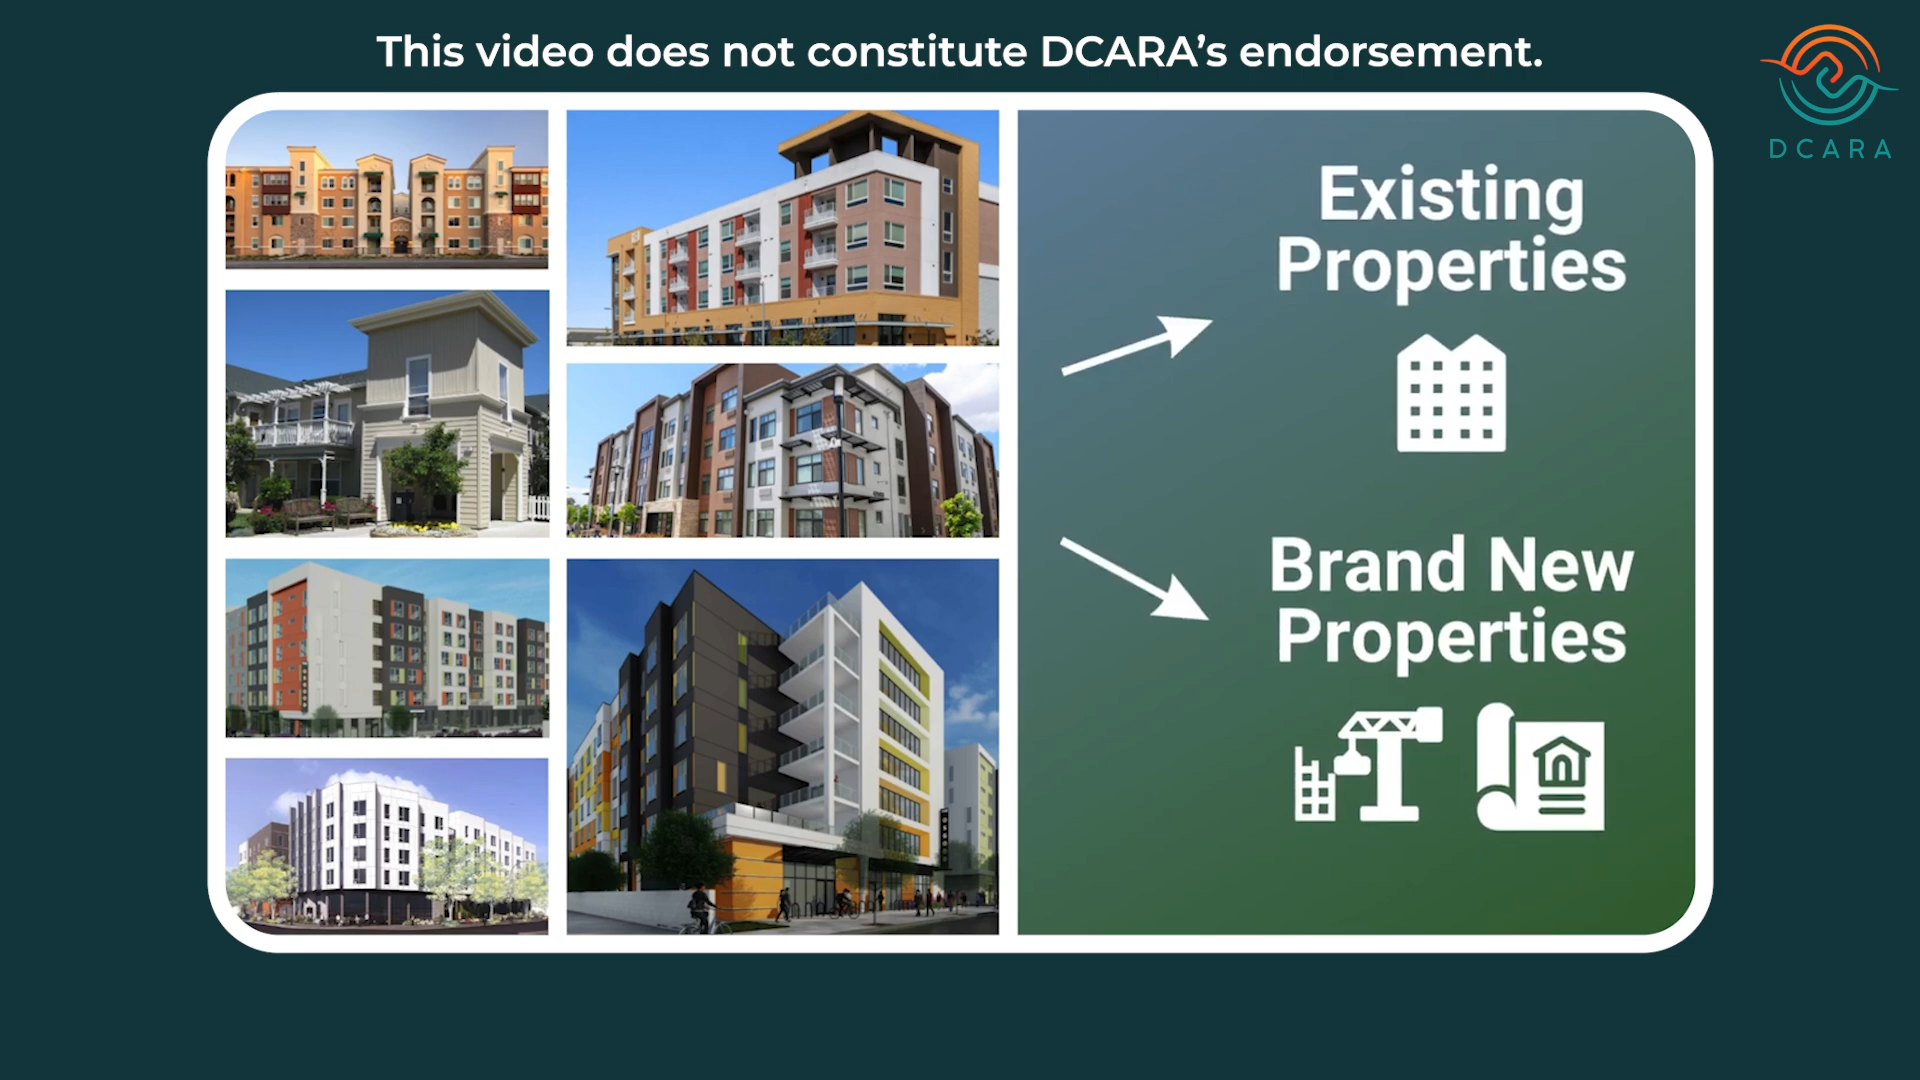 This video does not constitute DCARA’s endorsement.
DCARA
Existing
Properties
Brand New
Properties